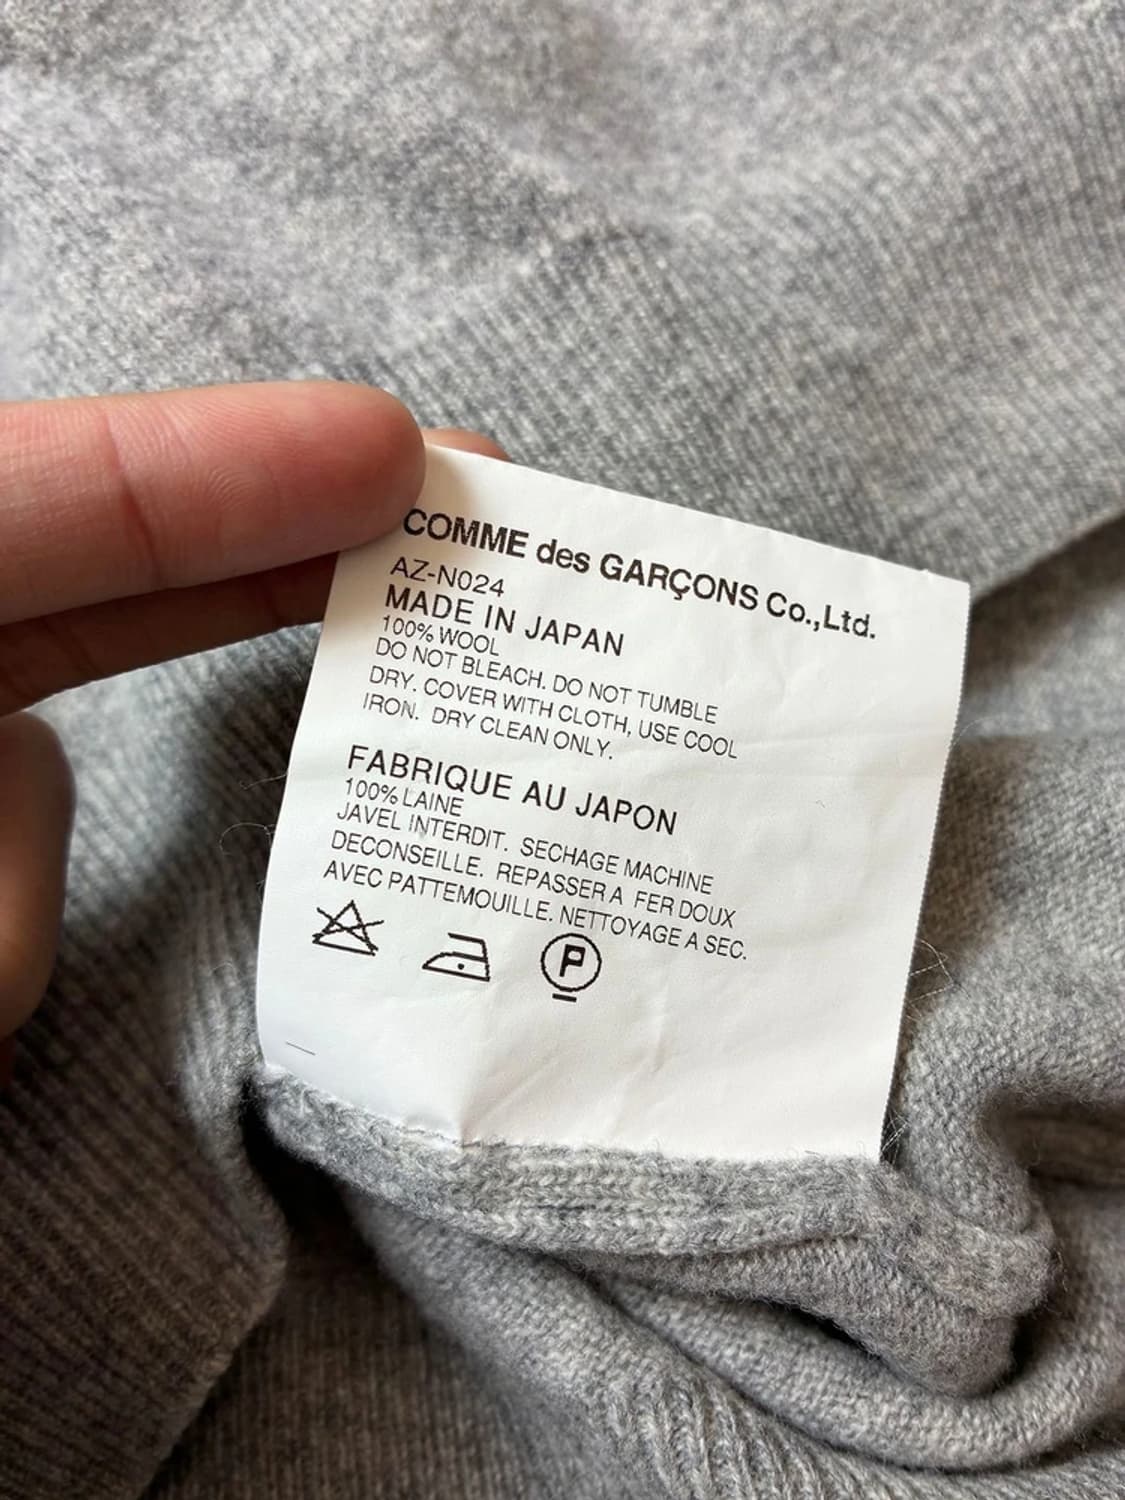 COMME des GARÇONS Co.,Ltd.
AZ-N024
MADE IN JAPAN
100% WOOL
DO NOT BLEACH. DO NOT TUMBLE
DRY. COVER WITH CLOTH, USE COOL
IRON. DRY CLEAN ONLY.
FABRIQUE AU JAPON
100% LAINE
JAVEL INTERDIT. SECHAGE MACHINE
DECONSEILLE. REPASSER A FER DOUX
AVEC PATTEMOUILLE. NETTOYAGE A SEC.
P